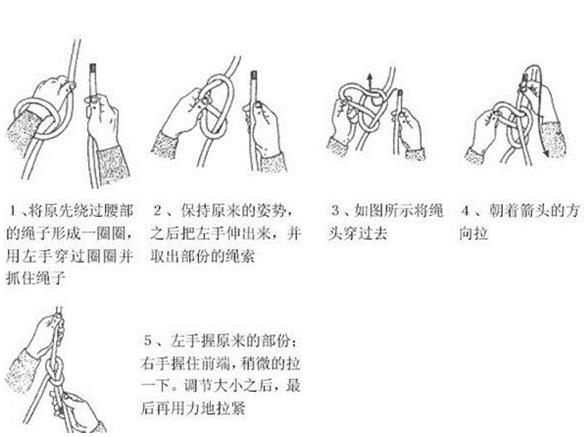 1、将原先绕过腰部
的绳子形成一圈圈，
用左手穿过圈圈并
抓住绳子
2、保持原来的姿势，
之后把左手伸出来，并
取出部份的绳索
3、如图所示将绳
头穿过去
4、朝着箭头的方
向拉
5、左手握原来的部份；
右手握住前端，稍微的拉
一下。调节大小之后，最
后再用力地拉紧